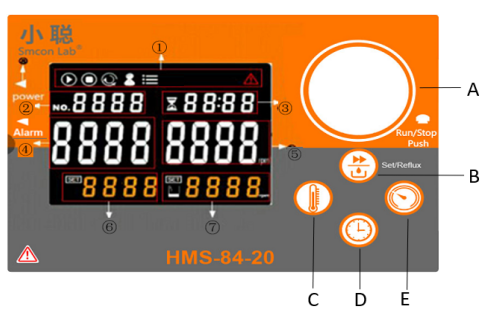 小聪
Smcon Lab®
①
power
②
NO. 8888
88:88
③
A
Alarm
④
8888
8888
⑤
Run/Stop
Push
Set/Reflux
B
SET 8888
SET 8888
⑥
⑦
C
D
E
HMS-84-20